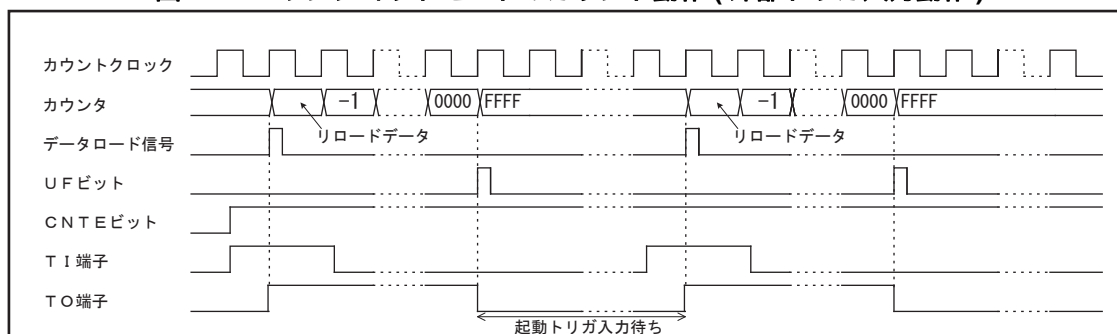 カウントクロック
カウンタ
-1
0000
FFFF
-1
0000
FFFF
リロードデータ
リロードデータ
データロード信号
UFビット
CNTEビット
TI端子
TO端子
起動トリガ入力待ち